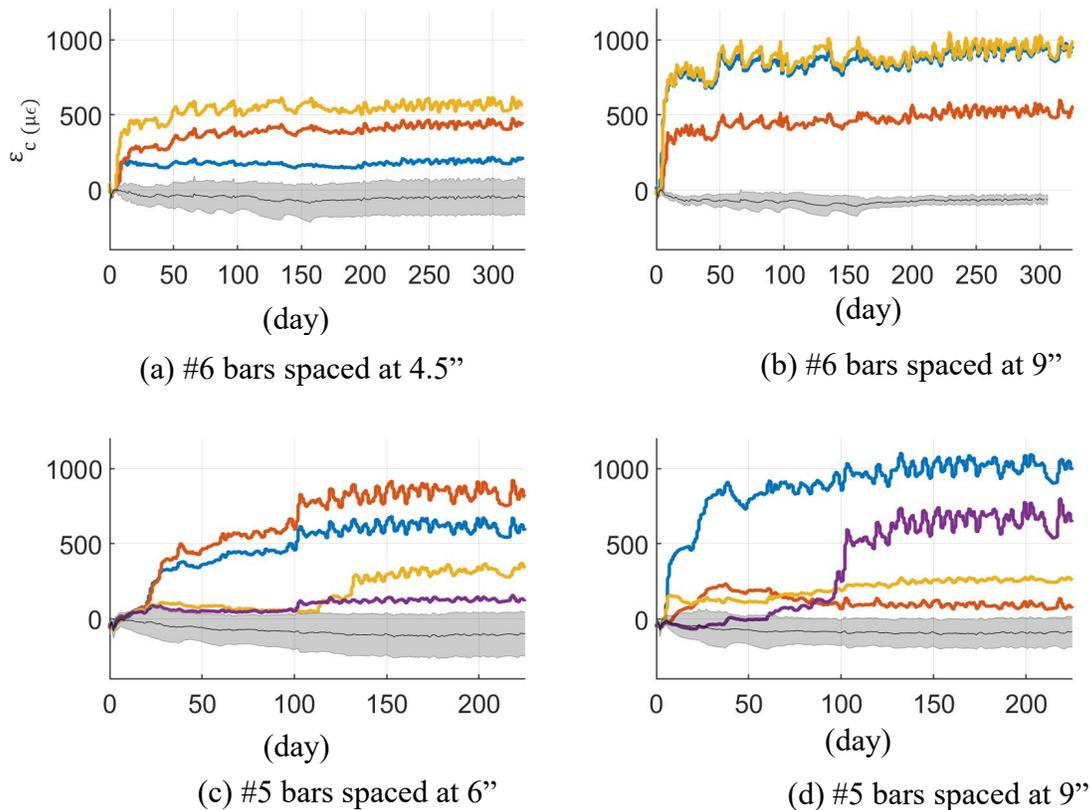 1000
500
0
ε c (με)
0 50 100 150 200 250 300
(day)
(a) #6 bars spaced at 4.5”
1000
500
0
0 50 100 150 200 250 300
(day)
(b) #6 bars spaced at 9”
1000
500
0
0 50 100 150 200
(day)
(c) #5 bars spaced at 6”
1000
500
0
0 50 100 150 200
(day)
(d) #5 bars spaced at 9”